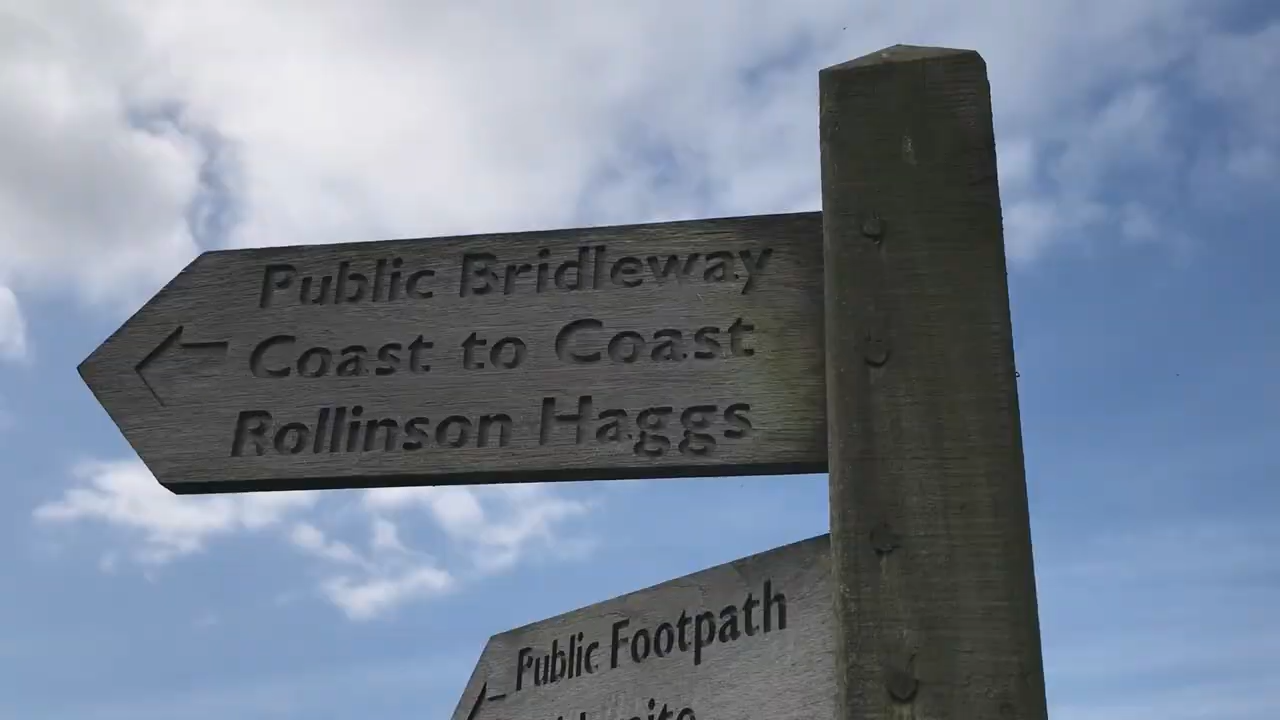 Public Bridleway
Coast to Coast
Rollinson Haggs
Public Footpath